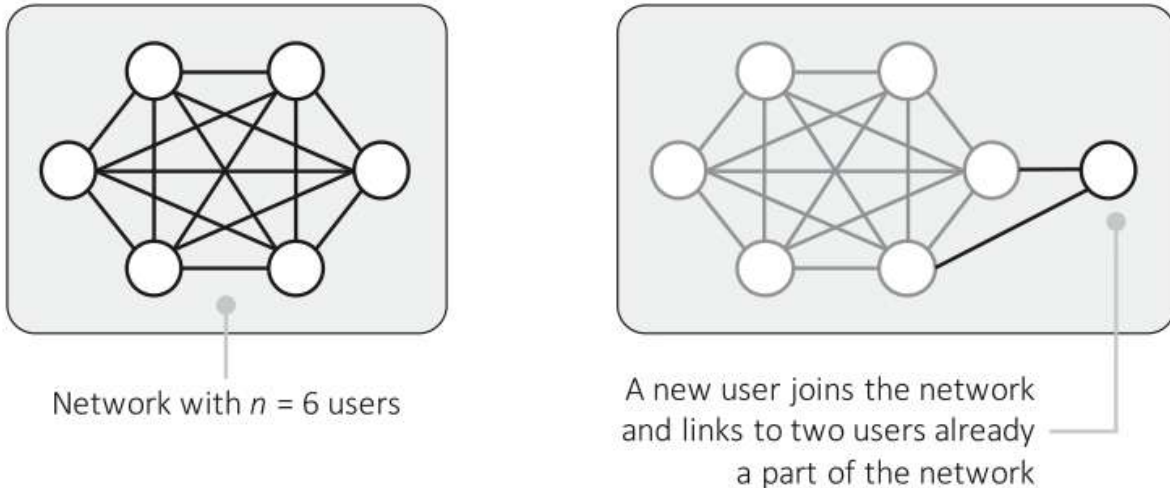 Network with n = 6 users
A new user joins the network
and links to two users already
a part of the network